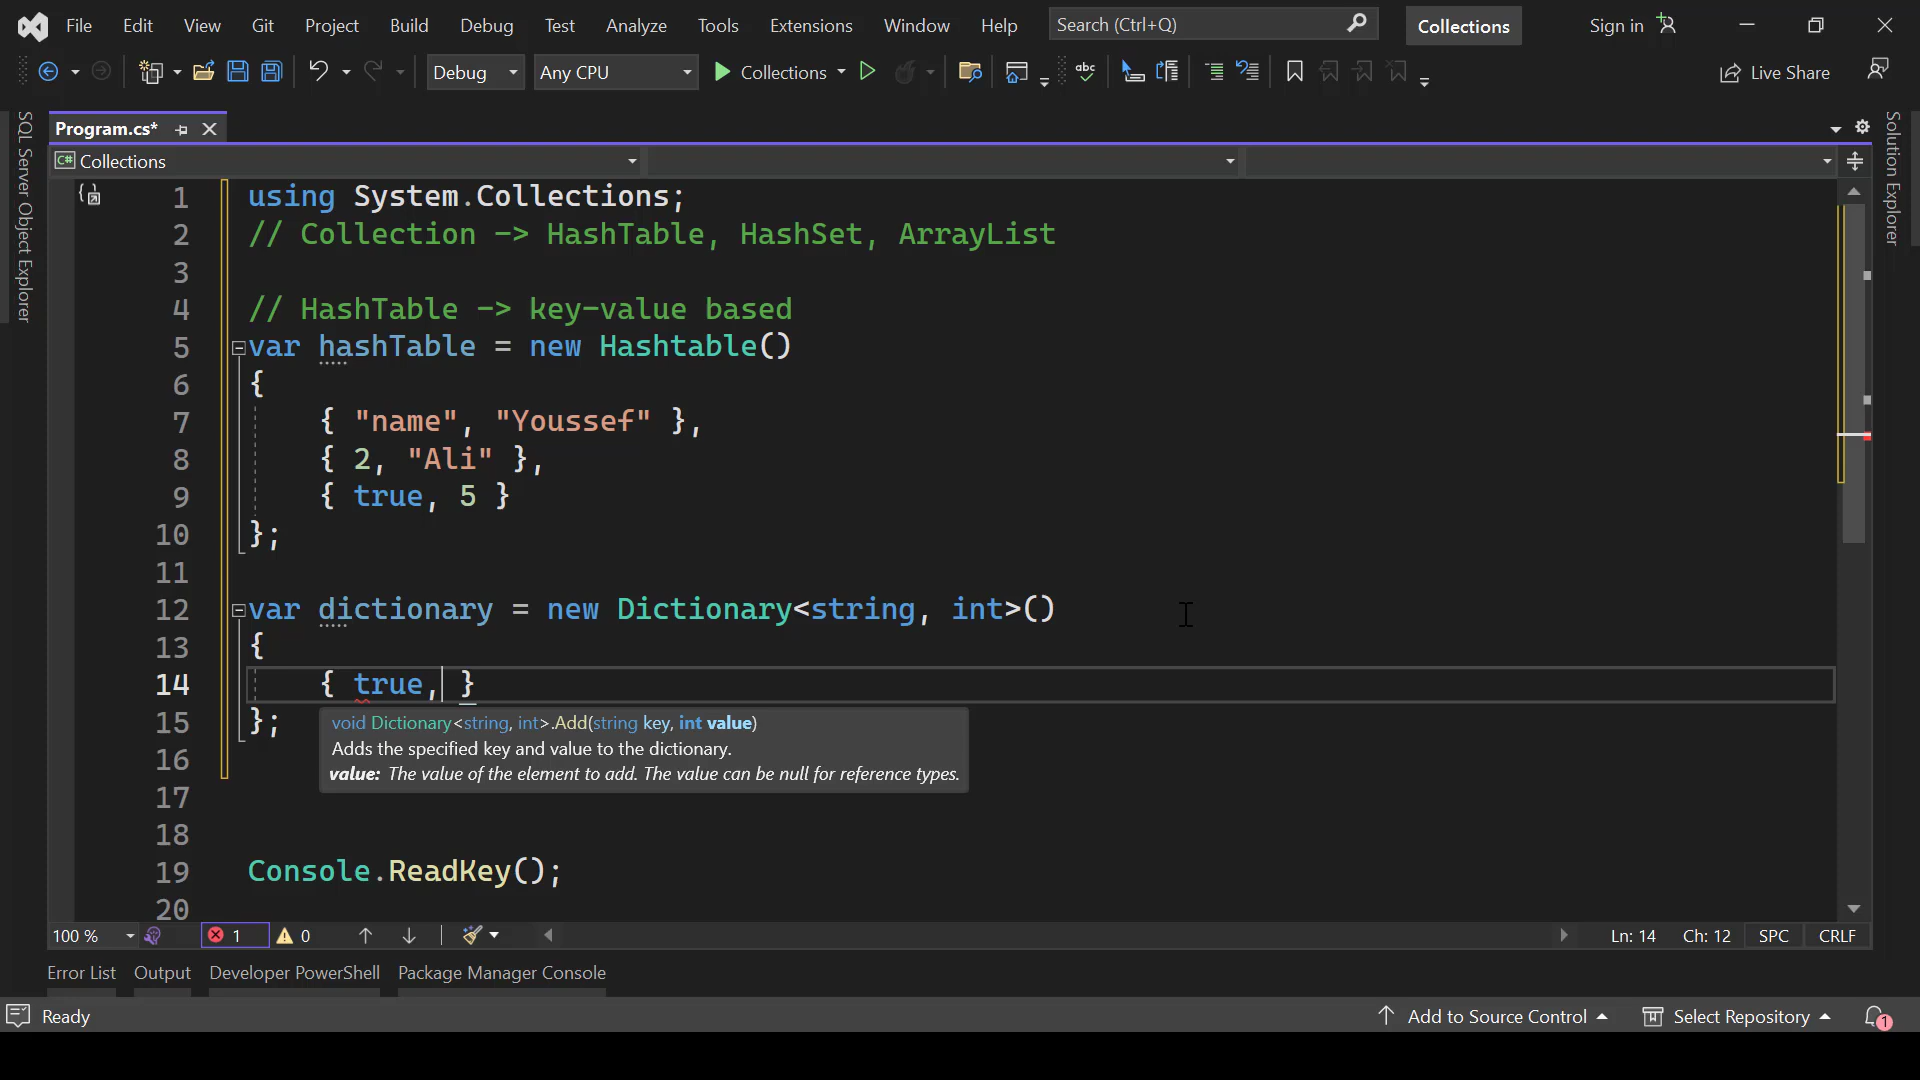 File Edit View Git Project Build Debug Test Analyze Tools Extensions Window Help Search (Ctrl+Q) Collections Sign in
Debug Any CPU Collections abc Live Share
SQL Server Object Explorer
Program.cs*
Solution Explorer
C# Collections
1 using System.Collections;
2 // Collection -> HashTable, HashSet, ArrayList
3
4 // HashTable -> key-value based
5 var hashTable = new Hashtable()
6 {
7 { "name", "Youssef" },
8 { 2, "Ali" },
9 { true, 5 }
10 };
11
12 var dictionary = new Dictionary<string, int>()
13 {
14 { true, }
15 };
void Dictionary<string, int>.Add(string key, int value)
Adds the specified key and value to the dictionary.
value: The value of the element to add. The value can be null for reference types.
16
17
18
19 Console.ReadKey();
20
100 % 1 0 Ln: 14 Ch: 12 SPC CRLF
Error List Output Developer PowerShell Package Manager Console
Ready Add to Source Control Select Repository 1